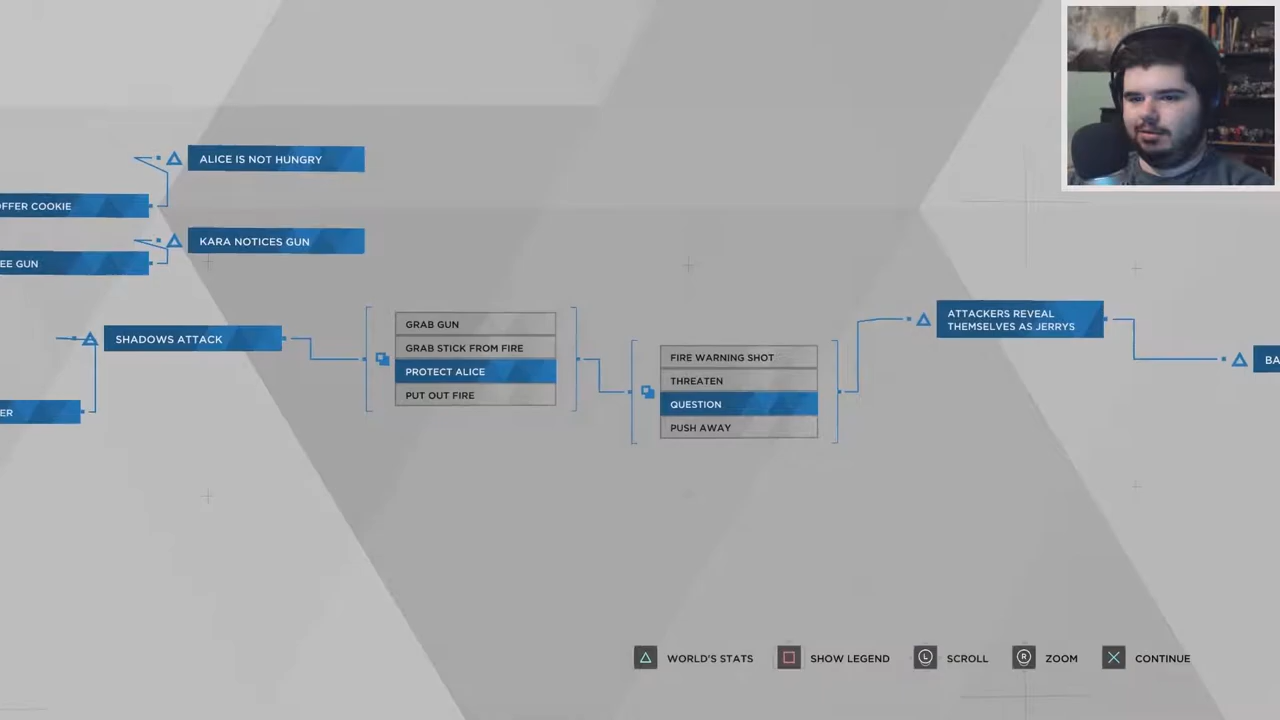 ALICE IS NOT HUNGRY
OFFER COOKIE
KARA NOTICES GUN
EE GUN
SHADOWS ATTACK
ER
GRAB GUN
GRAB STICK FROM FIRE
PROTECT ALICE
PUT OUT FIRE
FIRE WARNING SHOT
THREATEN
QUESTION
PUSH AWAY
ATTACKERS REVEAL
THEMSELVES AS JERRYS
BA
WORLD'S STATS
SHOW LEGEND
L SCROLL
R ZOOM
CONTINUE